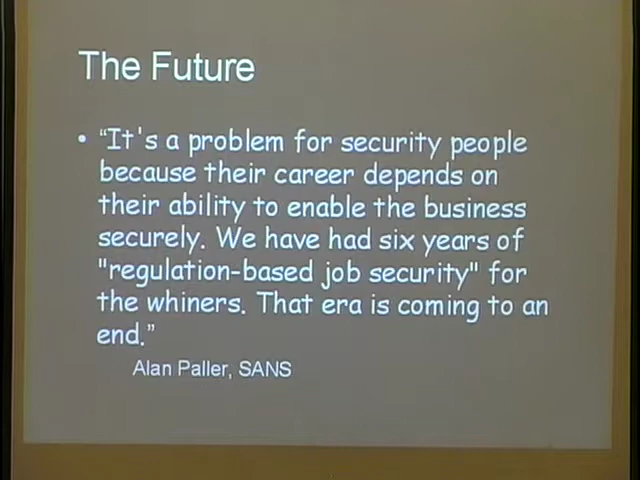 The Future
• “It's a problem for security people
because their career depends on
their ability to enable the business
securely. We have had six years of
"regulation-based job security" for
the whiners. That era is coming to an
end.”
Alan Paller, SANS